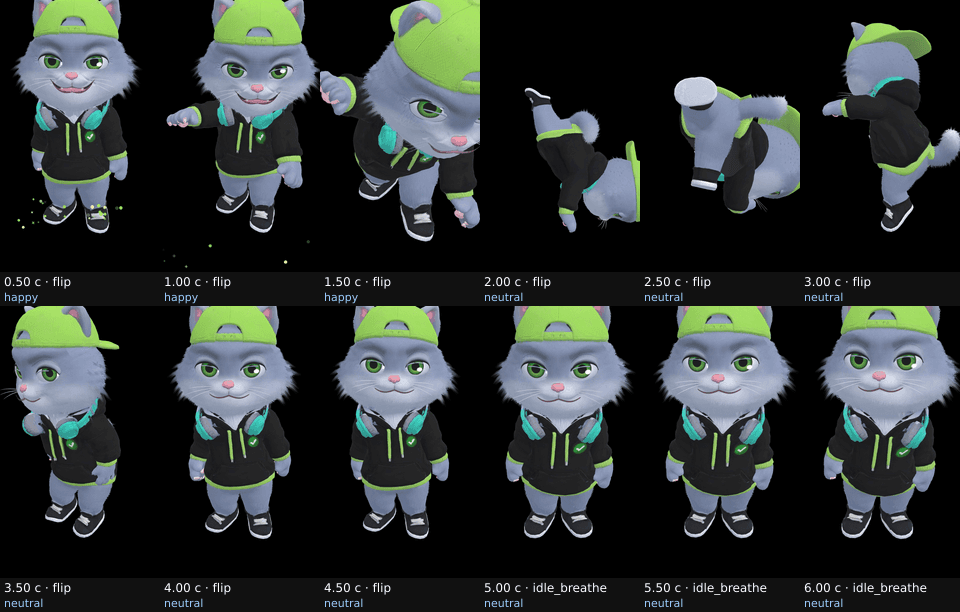 0.50 c · flip
happy
1.00 c · flip
happy
1.50 c · flip
happy
2.00 c · flip
neutral
2.50 c · flip
neutral
3.00 c · flip
neutral
3.50 c · flip
neutral
4.00 c · flip
neutral
4.50 c · flip
neutral
5.00 c · idle_breathe
neutral
5.50 c · idle_breathe
neutral
6.00 c · idle_breathe
neutral